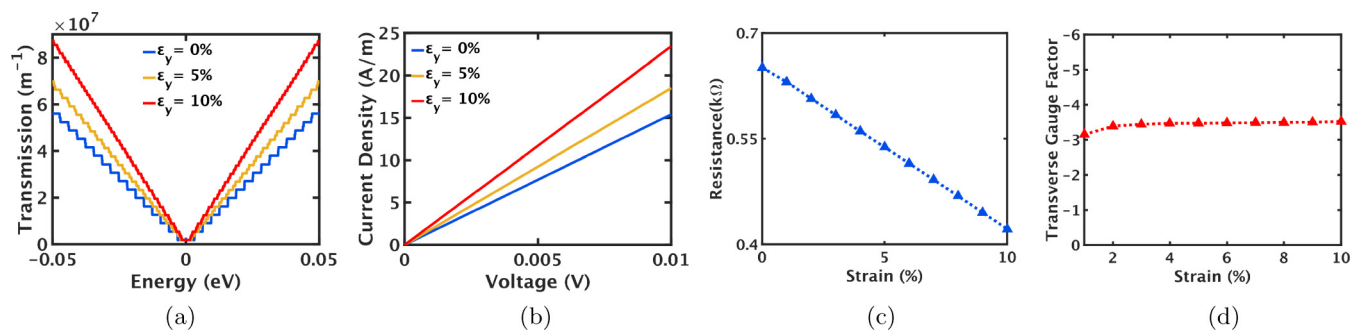 ×10⁷
Transmission (m⁻¹)
8
6
4
2
0
εy= 0%
εy= 5%
εy= 10%
-0.05
0
0.05
Energy (eV)
(a)
Current Density (A/m)
25
20
15
10
5
0
εy= 0%
εy= 5%
εy= 10%
0
0.005
0.01
Voltage (V)
(b)
Resistance(kΩ)
0.7
0.55
0.4
0
5
10
Strain (%)
(c)
Transverse Gauge Factor
-6
-5
-4
-3
-2
-1
0
2
4
6
8
10
Strain (%)
(d)